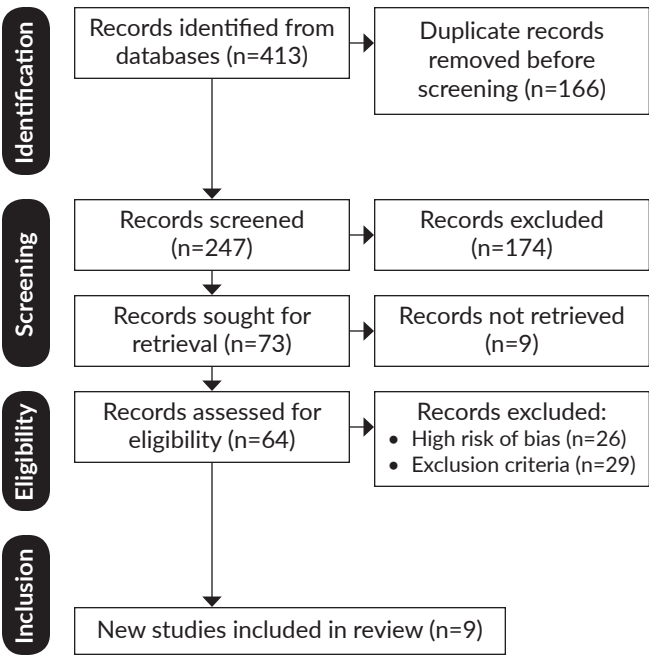 Identification
Records identified from
databases (n=413)
Duplicate records
removed before
screening (n=166)
Screening
Records screened
(n=247)
Records excluded
(n=174)
Records sought for
retrieval (n=73)
Records not retrieved
(n=9)
Eligibility
Records assessed for
eligibility (n=64)
Records excluded:
• High risk of bias (n=26)
• Exclusion criteria (n=29)
Inclusion
New studies included in review (n=9)